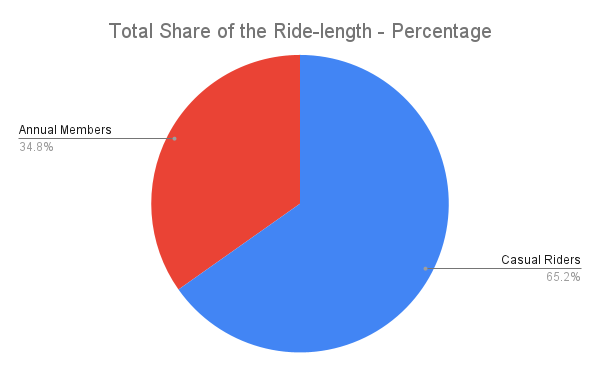 Total Share of the Ride-length - Percentage
Annual Members
34.8%
Casual Riders
65.2%